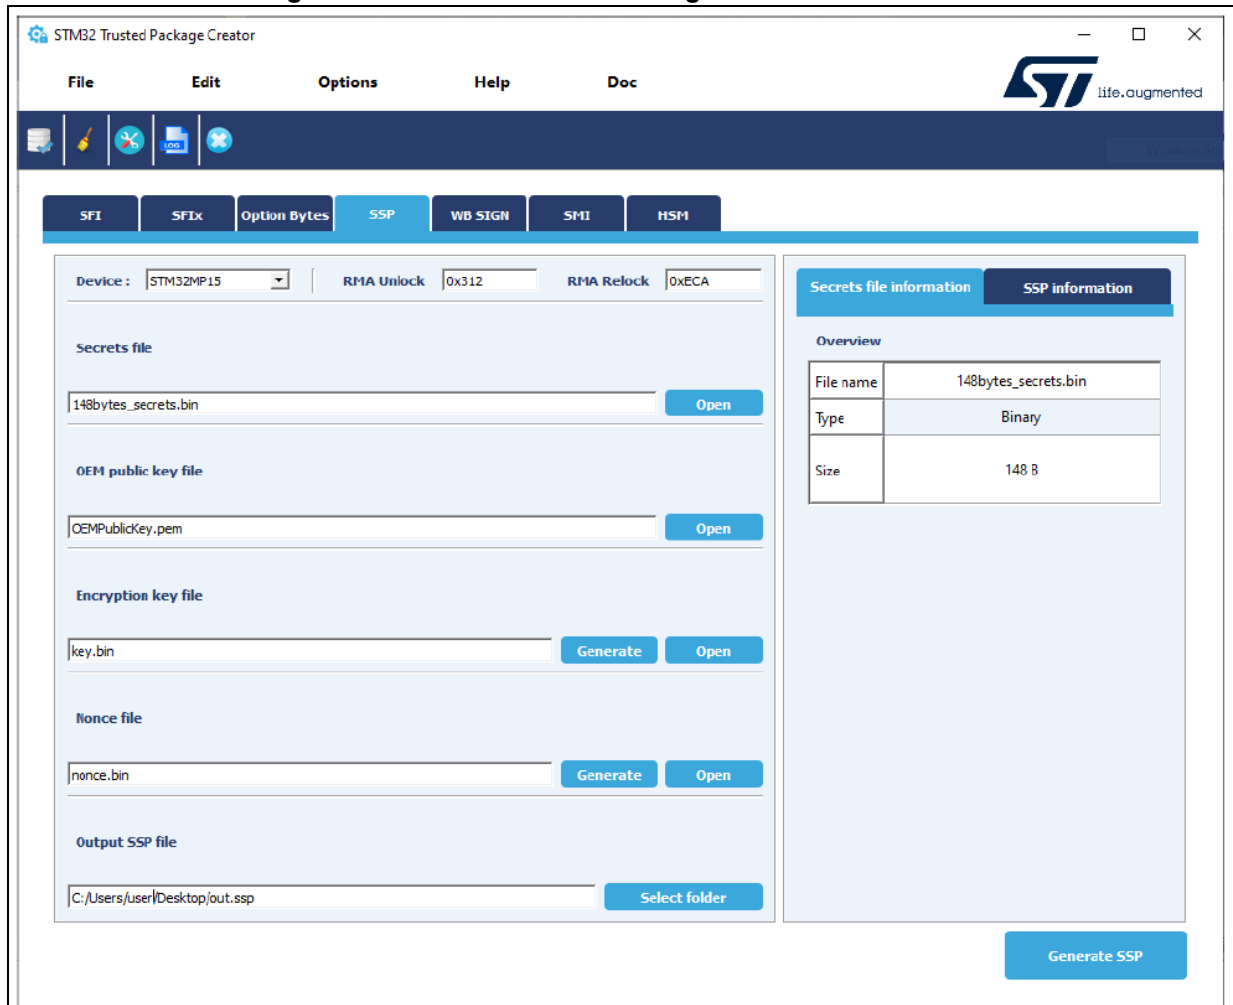 STM32 Trusted Package Creator
File Edit Options Help Doc
ST life.augmented
LOG
SFI SFIx Option Bytes SSP WB SIGN SMI HSM
Device : STM32MP15 RMA Unlock 0x312 RMA Relock 0xECA
Secrets file information SSP information
Secrets file
Overview
File name 148bytes_secrets.bin
148bytes_secrets.bin Open
Type Binary
Size 148 B
OEM public key file
OEMPublicKey.pem Open
Encryption key file
key.bin Generate Open
Nonce file
nonce.bin Generate Open
Output SSP file
C:/Users/user/Desktop/out.ssp Select folder
Generate SSP